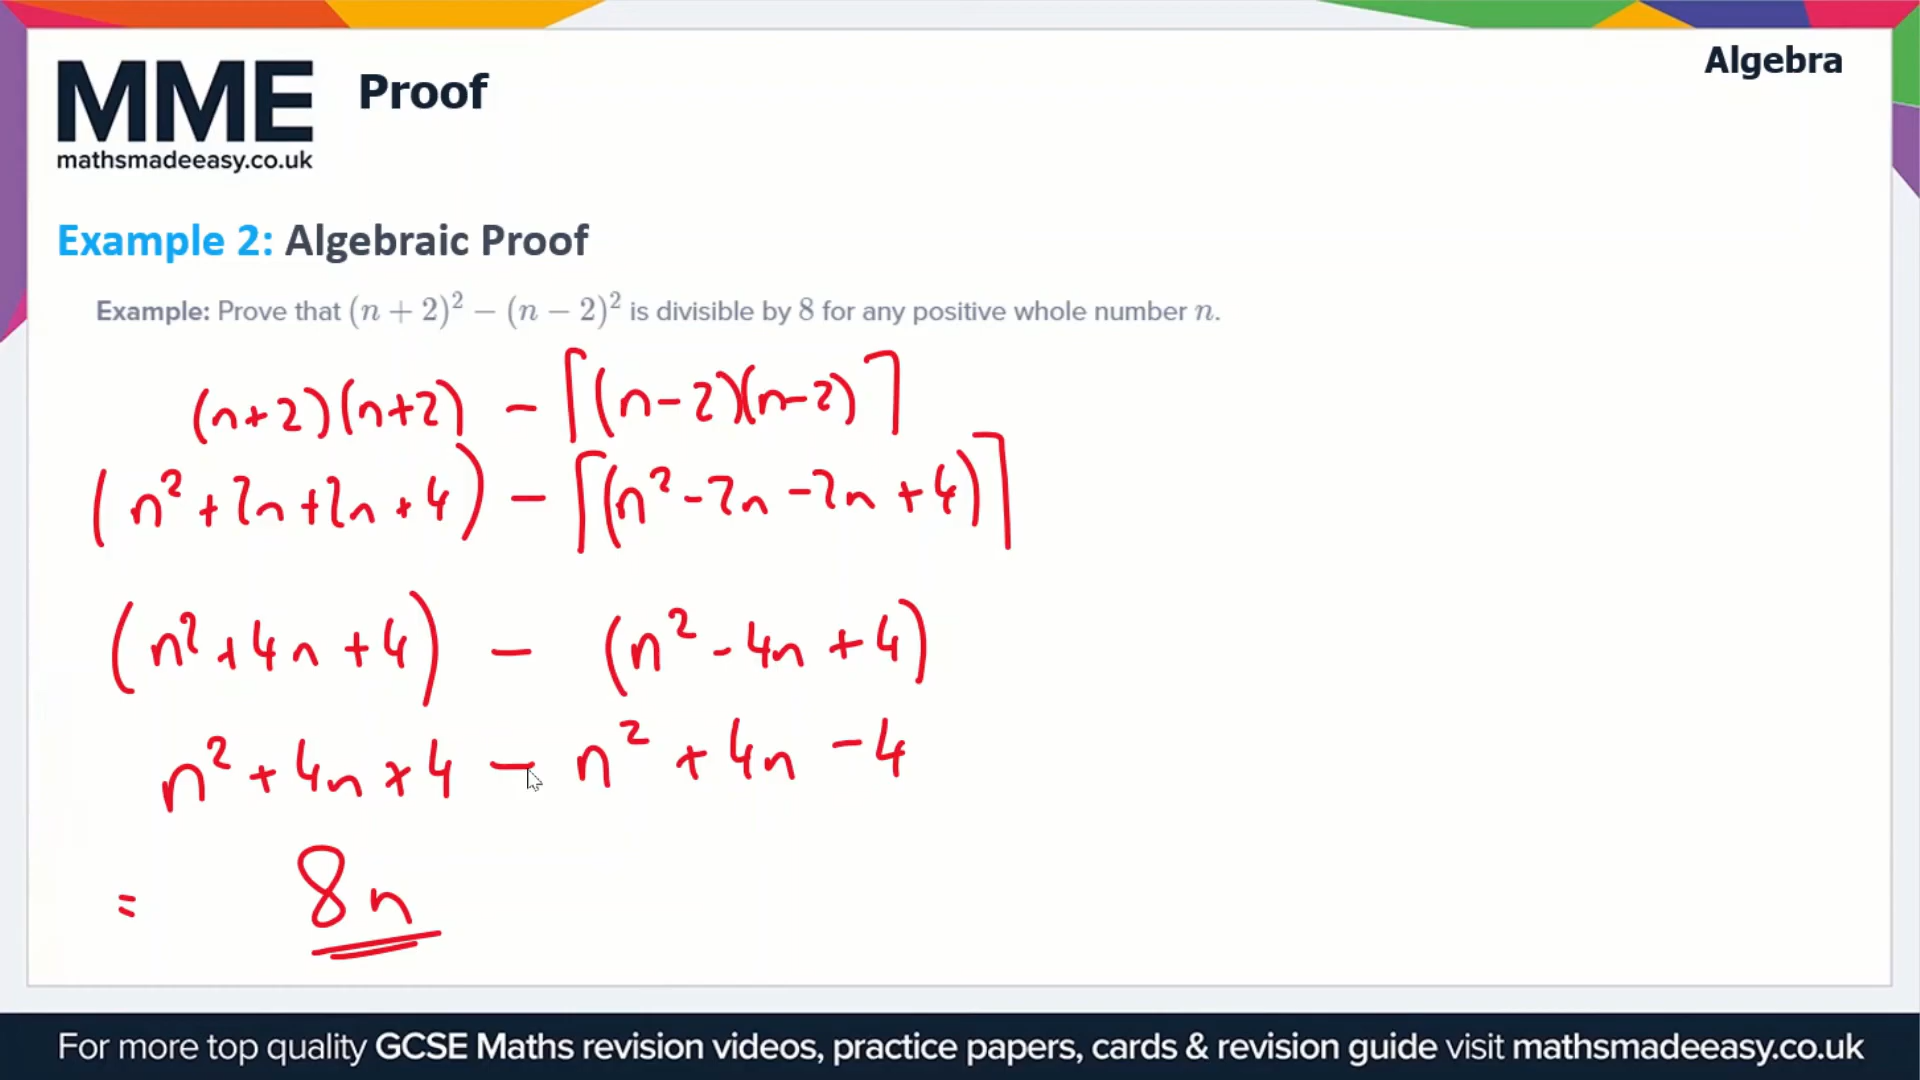 Algebra
MME Proof
mathsmadeeasy.co.uk
Example 2: Algebraic Proof
Example: Prove that (n + 2)² − (n − 2)² is divisible by 8 for any positive whole number n.
(n+2)(n+2) - [(n-2)(n-2)]
(n²+2n+2n+4) - [(n²-2n-2n+4)]
(n²+4n+4) - (n²-4n+4)
n²+4n+4 - n²+4n-4
= 8n
For more top quality GCSE Maths revision videos, practice papers, cards & revision guide visit mathsmadeeasy.co.uk